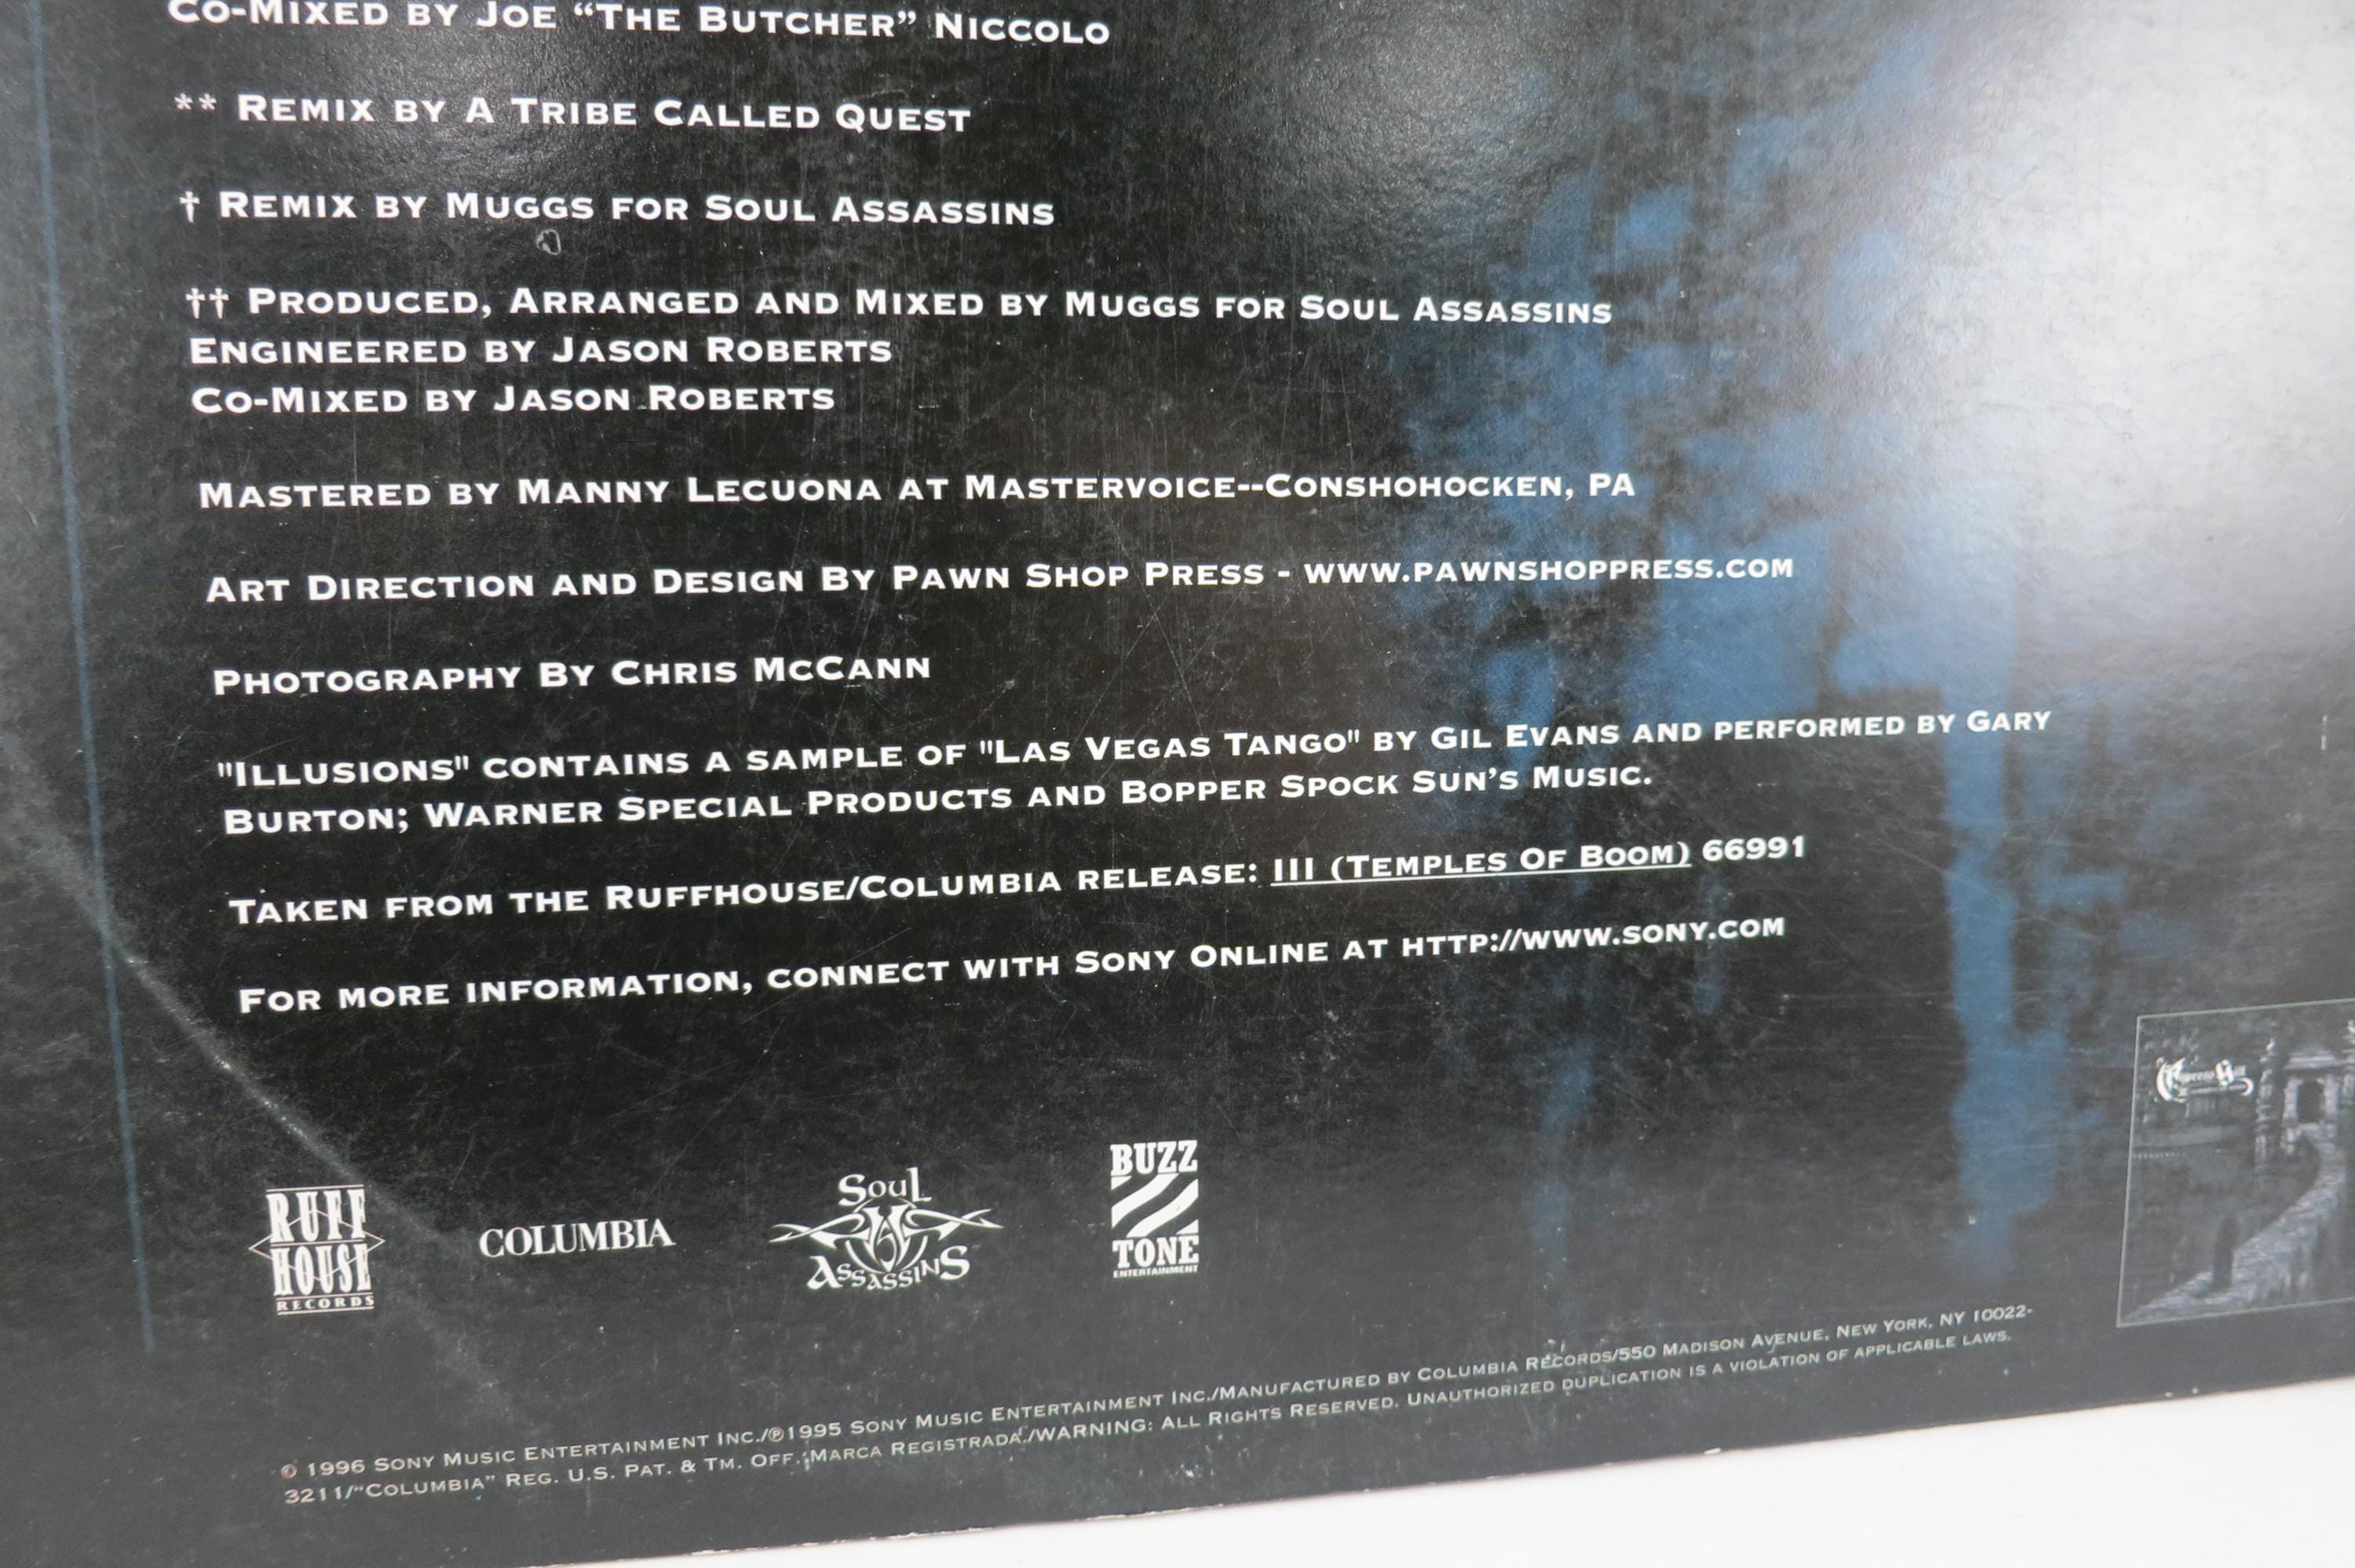 Co-Mixed by Joe “The Butcher” Niccolo
** Remix by A Tribe Called Quest
† Remix by Muggs for Soul Assassins
†† Produced, Arranged and Mixed by Muggs for Soul Assassins
Engineered by Jason Roberts
Co-Mixed by Jason Roberts
Mastered by Manny Lecuona at Mastervoice--Conshohocken, PA
Art Direction and Design By Pawn Shop Press - www.pawnshoppress.com
Photography By Chris McCann
"Illusions" contains a sample of "Las Vegas Tango" by Gil Evans and performed by Gary
Burton; Warner Special Products and Bopper Spock Sun’s Music.
Taken from the Ruffhouse/Columbia release: III (Temples Of Boom) 66991
For more information, connect with Sony Online at http://www.sony.com
Cypress Hill
RUFF
HOUSE
RECORDS
COLUMBIA
Soul
Assassins
BUZZ
TONE
ENTERTAINMENT
© 1996 Sony Music Entertainment Inc./℗1995 Sony Music Entertainment Inc./Manufactured by Columbia Records/550 Madison Avenue, New York, NY 10022-
3211/“Columbia” Reg. U.S. Pat. & Tm. Off. Marca Registrada./WARNING: All Rights Reserved. Unauthorized duplication is a violation of applicable laws.